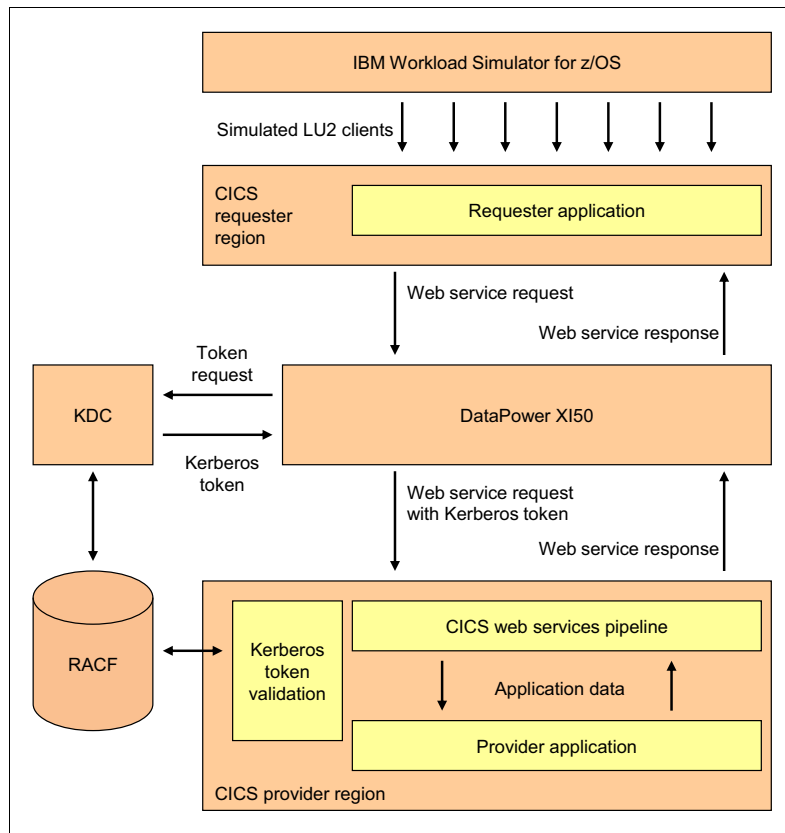 IBM Workload Simulator for z/OS
Simulated LU2 clients
CICS
requester
region
Requester application
Web service request
Web service response
Token
request
KDC
DataPower XI50
Kerberos
token
Web service request
with Kerberos token
Web service response
RACF
Kerberos
token
validation
CICS web services pipeline
Application data
Provider application
CICS provider region